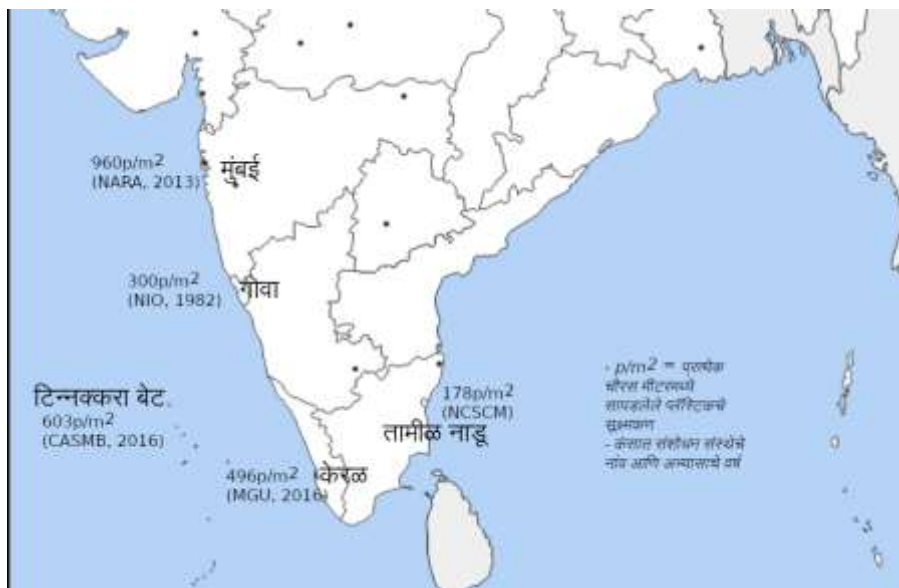 960p/m²
(NARA, 2013)
मुंबई
300p/m²
(NIO, 1982)
गोवा
टिन्नक्करा बेट.
603p/m²
(CASMB, 2016)
178p/m²
(NCSCM)
तामीळ नाडू
496p/m²
(MGU, 2016)
केरळ
- p/m² = प्रत्येक
चौरस मीटरमध्ये
सापडलेले प्लॅस्टिकचे
सूक्ष्मकण
- कंसात संशोधन संस्थेचे
नांव आणि अभ्यासाचे वर्ष